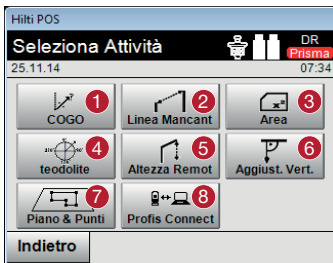 Hilti POS
Seleziona Attività
DR
Prisma
25.11.14
07:34
1
COGO
2
Linea Mancant
3
x²
Area
4
teodolite
5
Altezza Remot
6
Aggiust. Vert.
7
Piano & Punti
8
Profis Connect
Indietro